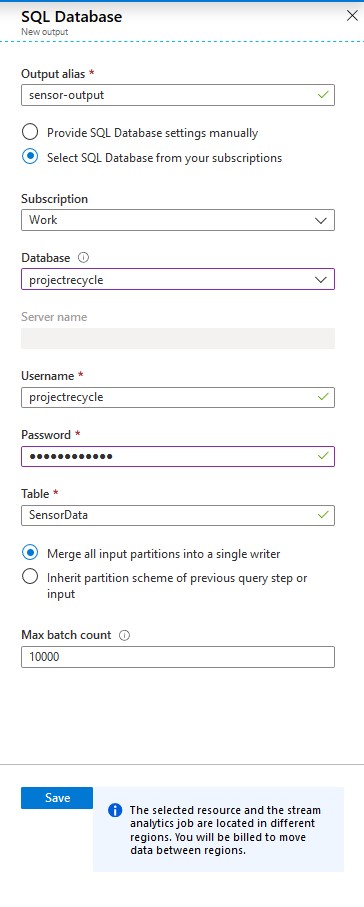 SQL Database
New output
Output alias *
sensor-output
Provide SQL Database settings manually
Select SQL Database from your subscriptions
Subscription
Work
Database
projectrecycle
Server name
Username *
projectrecycle
Password *
●●●●●●●●●●●●
Table *
SensorData
Merge all input partitions into a single writer
Inherit partition scheme of previous query step or
input
Max batch count
10000
Save
The selected resource and the stream
analytics job are located in different
regions. You will be billed to move
data between regions.